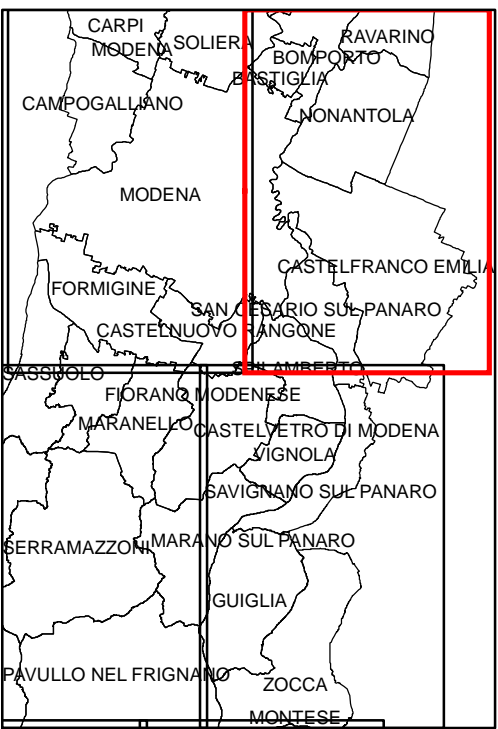 CARPI
MODENA
SOLIERA
RAVARINO
BOMPORTO
BASTIGLIA
CAMPOGALLIANO
NONANTOLA
MODENA
CASTELFRANCO EMILIA
FORMIGINE
SAN CESARIO SUL PANARO
CASTELNUOVO RANGONE
SPILAMBERTO
SASSUOLO
FIORANO MODENESE
MARANELLO
CASTELVETRO DI MODENA
VIGNOLA
SAVIGNANO SUL PANARO
SERRAMAZZONI
MARANO SUL PANARO
GUIGLIA
PAVULLO NEL FRIGNANO
ZOCCA
MONTESE